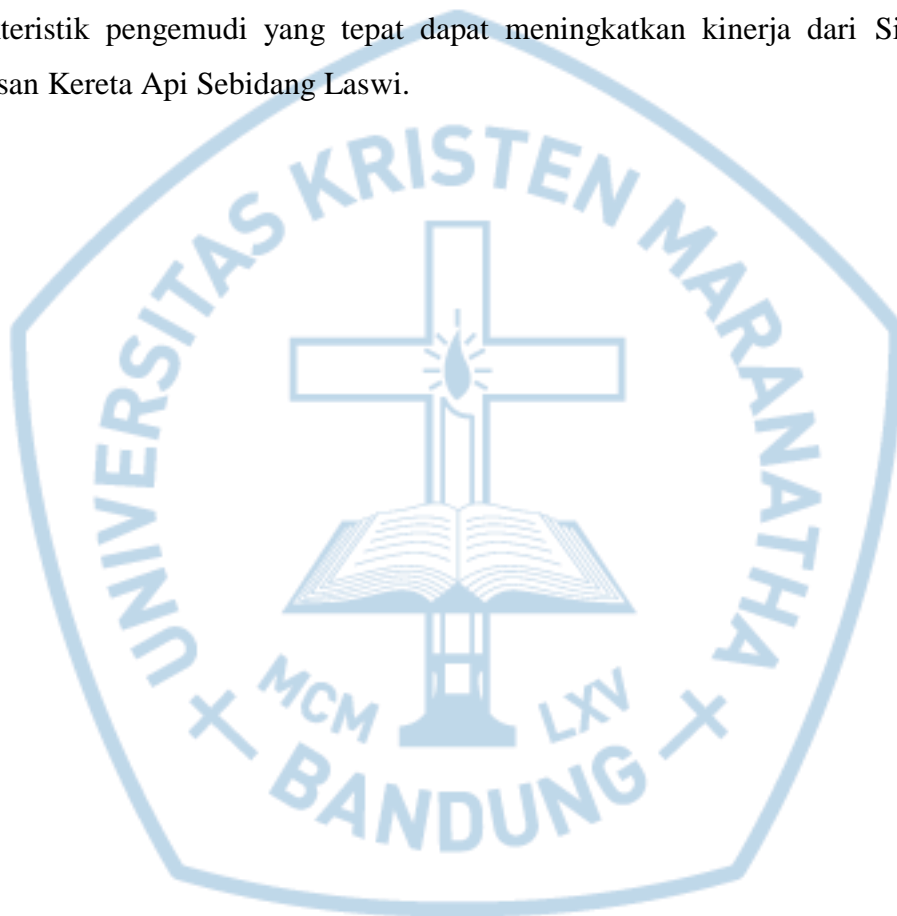 teristik pengemudi yang tepat dapat meningkatkan kinerja dari Si
san Kereta Api Sebidang Laswi.
UNIVERSITAS KRISTEN MARANATHA
MCM LXV
BANDUNG